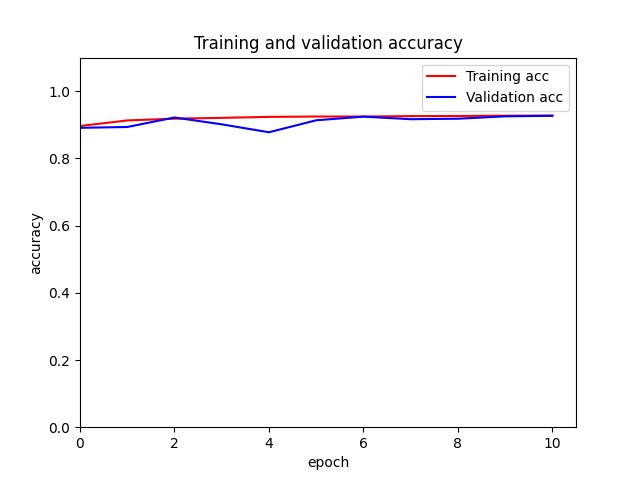 Training and validation accuracy
Training acc
Validation acc
1.0
0.8
0.6
0.4
0.2
0.0
accuracy
0 2 4 6 8 10
epoch